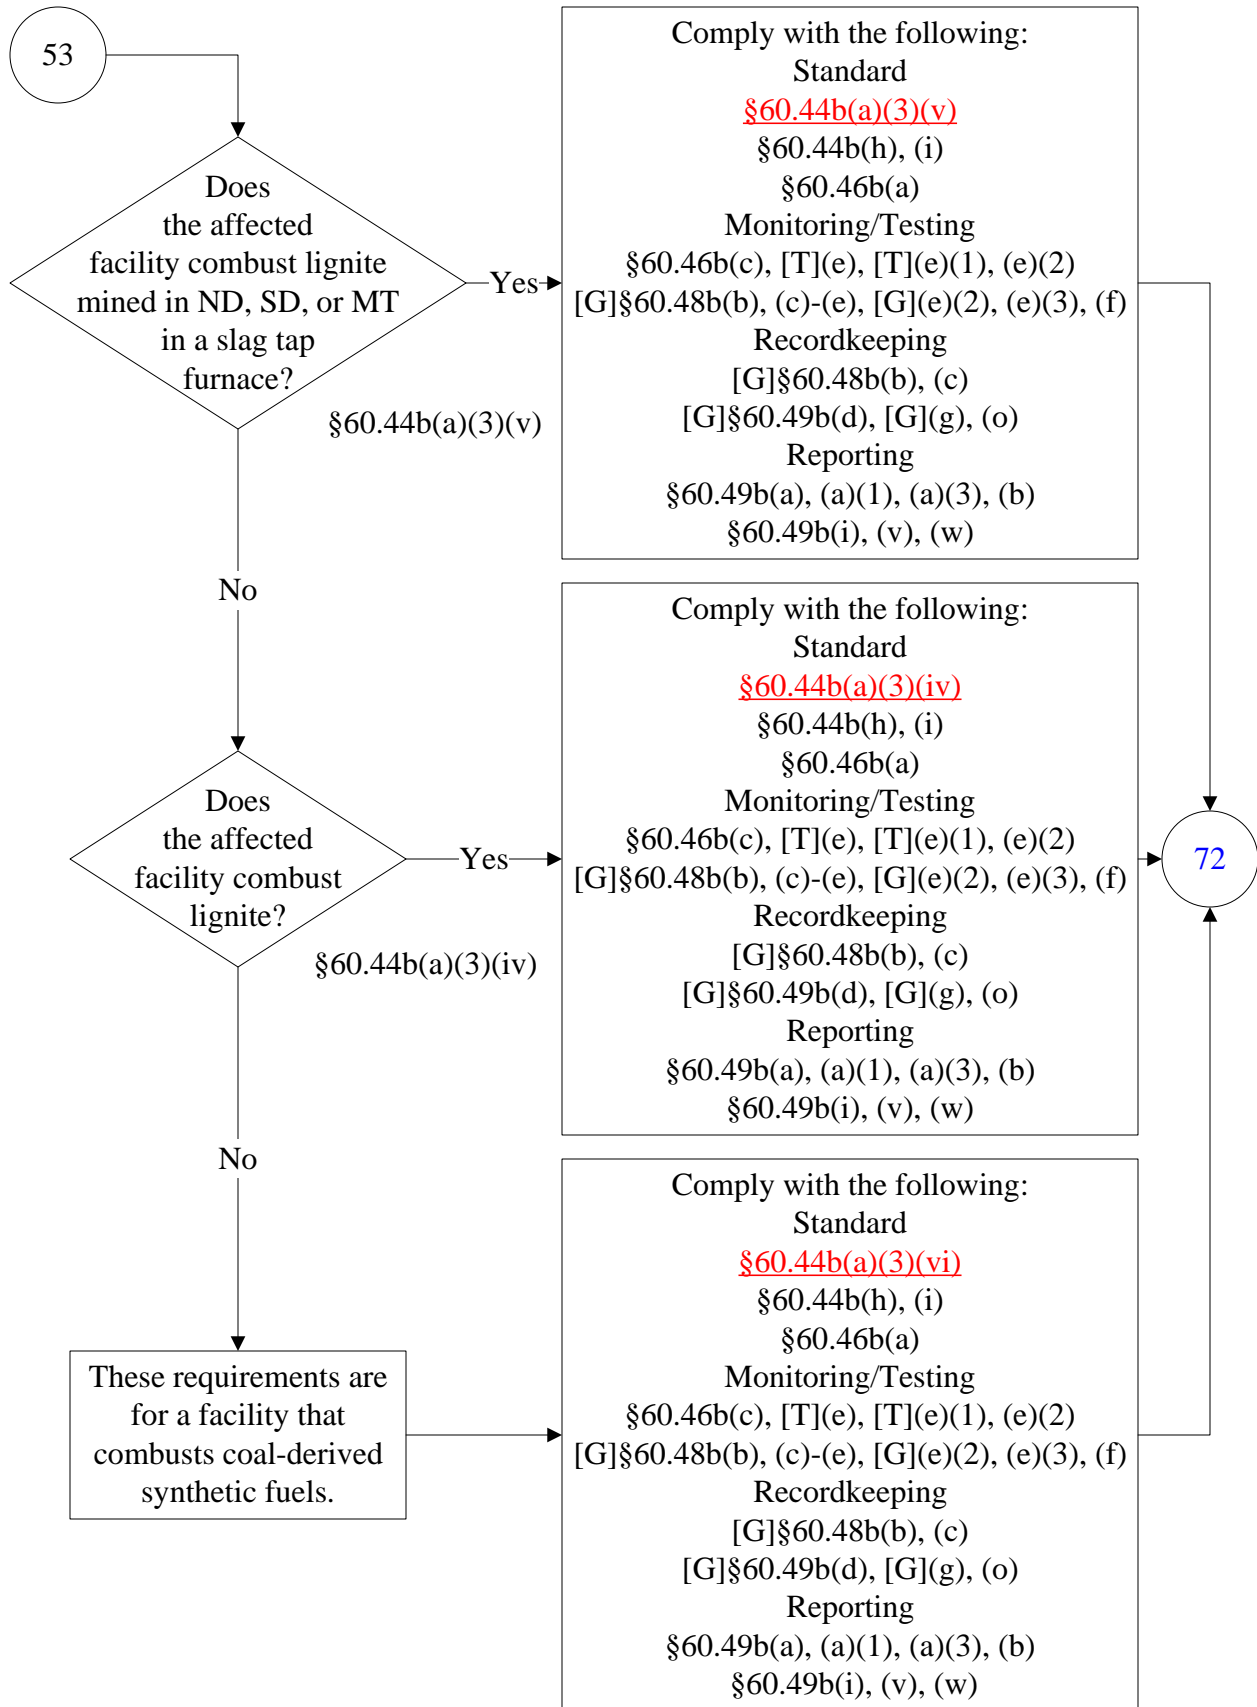 53
Does
the affected
facility combust lignite
mined in ND, SD, or MT
in a slag tap
furnace?
Yes
§60.44b(a)(3)(v)
No
Comply with the following:
Standard
§60.44b(a)(3)(v)
§60.44b(h), (i)
§60.46b(a)
Monitoring/Testing
§60.46b(c), [T](e), [T](e)(1), (e)(2)
[G]§60.48b(b), (c)-(e), [G](e)(2), (e)(3), (f)
Recordkeeping
[G]§60.48b(b), (c)
[G]§60.49b(d), [G](g), (o)
Reporting
§60.49b(a), (a)(1), (a)(3), (b)
§60.49b(i), (v), (w)
Does
the affected
facility combust
lignite?
Yes
§60.44b(a)(3)(iv)
No
Comply with the following:
Standard
§60.44b(a)(3)(iv)
§60.44b(h), (i)
§60.46b(a)
Monitoring/Testing
§60.46b(c), [T](e), [T](e)(1), (e)(2)
[G]§60.48b(b), (c)-(e), [G](e)(2), (e)(3), (f)
Recordkeeping
[G]§60.48b(b), (c)
[G]§60.49b(d), [G](g), (o)
Reporting
§60.49b(a), (a)(1), (a)(3), (b)
§60.49b(i), (v), (w)
72
These requirements are
for a facility that
combusts coal-derived
synthetic fuels.
Comply with the following:
Standard
§60.44b(a)(3)(vi)
§60.44b(h), (i)
§60.46b(a)
Monitoring/Testing
§60.46b(c), [T](e), [T](e)(1), (e)(2)
[G]§60.48b(b), (c)-(e), [G](e)(2), (e)(3), (f)
Recordkeeping
[G]§60.48b(b), (c)
[G]§60.49b(d), [G](g), (o)
Reporting
§60.49b(a), (a)(1), (a)(3), (b)
§60.49b(i), (v), (w)